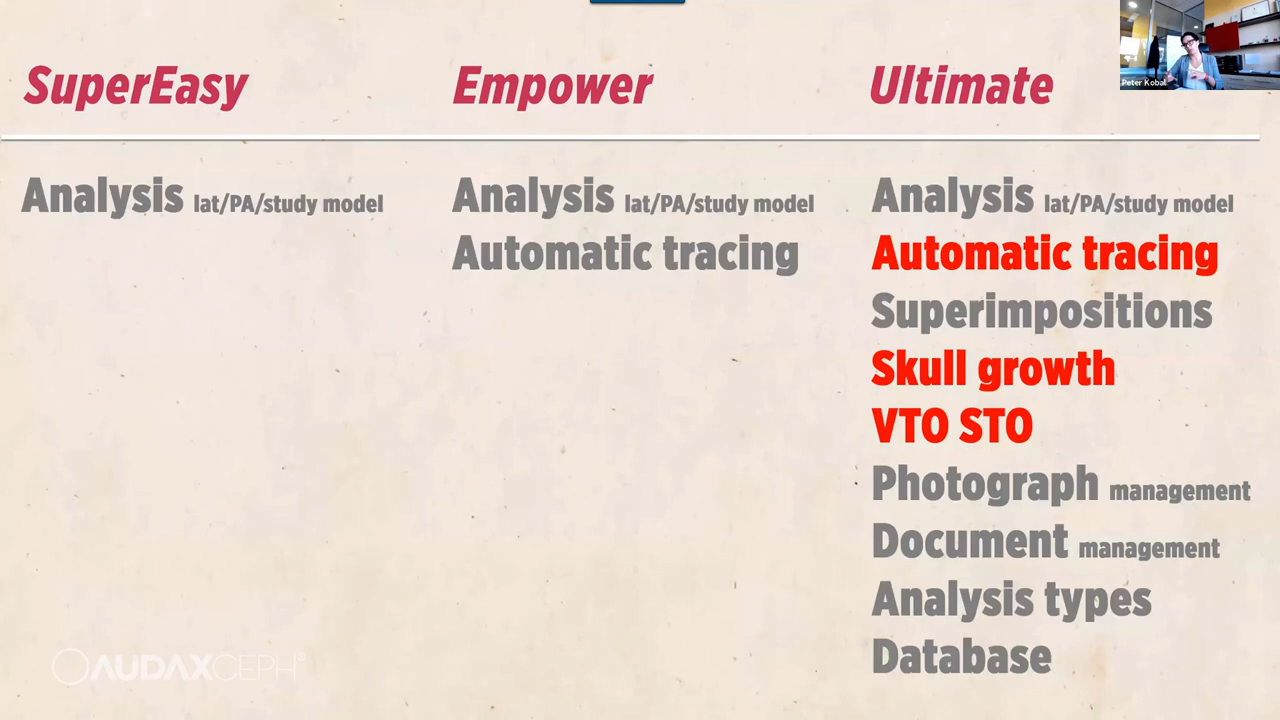 SuperEasy
Empower
Ultimate
Peter Kobal
Analysis lat/PA/study model
Analysis lat/PA/study model
Automatic tracing
Analysis lat/PA/study model
Automatic tracing
Superimpositions
Skull growth
VTO STO
Photograph management
Document management
Analysis types
Database
AUDAXCEPH